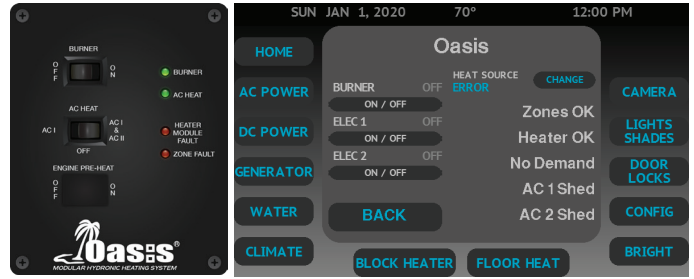 BURNER
OFF
ON
BURNER
AC HEAT
AC HEAT
AC I
AC I
&
AC II
OFF
HEATER
MODULE
FAULT
ZONE FAULT
ENGINE PRE-HEAT
OFF
ON
Oasis®
MODULAR HYDRONIC HEATING SYSTEM
SUN JAN 1, 2020 70° 12:00 PM
HOME
AC POWER
DC POWER
GENERATOR
WATER
CLIMATE
Oasis
BURNER OFF
ON / OFF
ELEC 1 OFF
ON / OFF
ELEC 2 OFF
ON / OFF
BACK
HEAT SOURCE
ERROR
CHANGE
Zones OK
Heater OK
No Demand
AC 1 Shed
AC 2 Shed
CAMERA
LIGHTS
SHADES
DOOR
LOCKS
CONFIG
BRIGHT
BLOCK HEATER
FLOOR HEAT